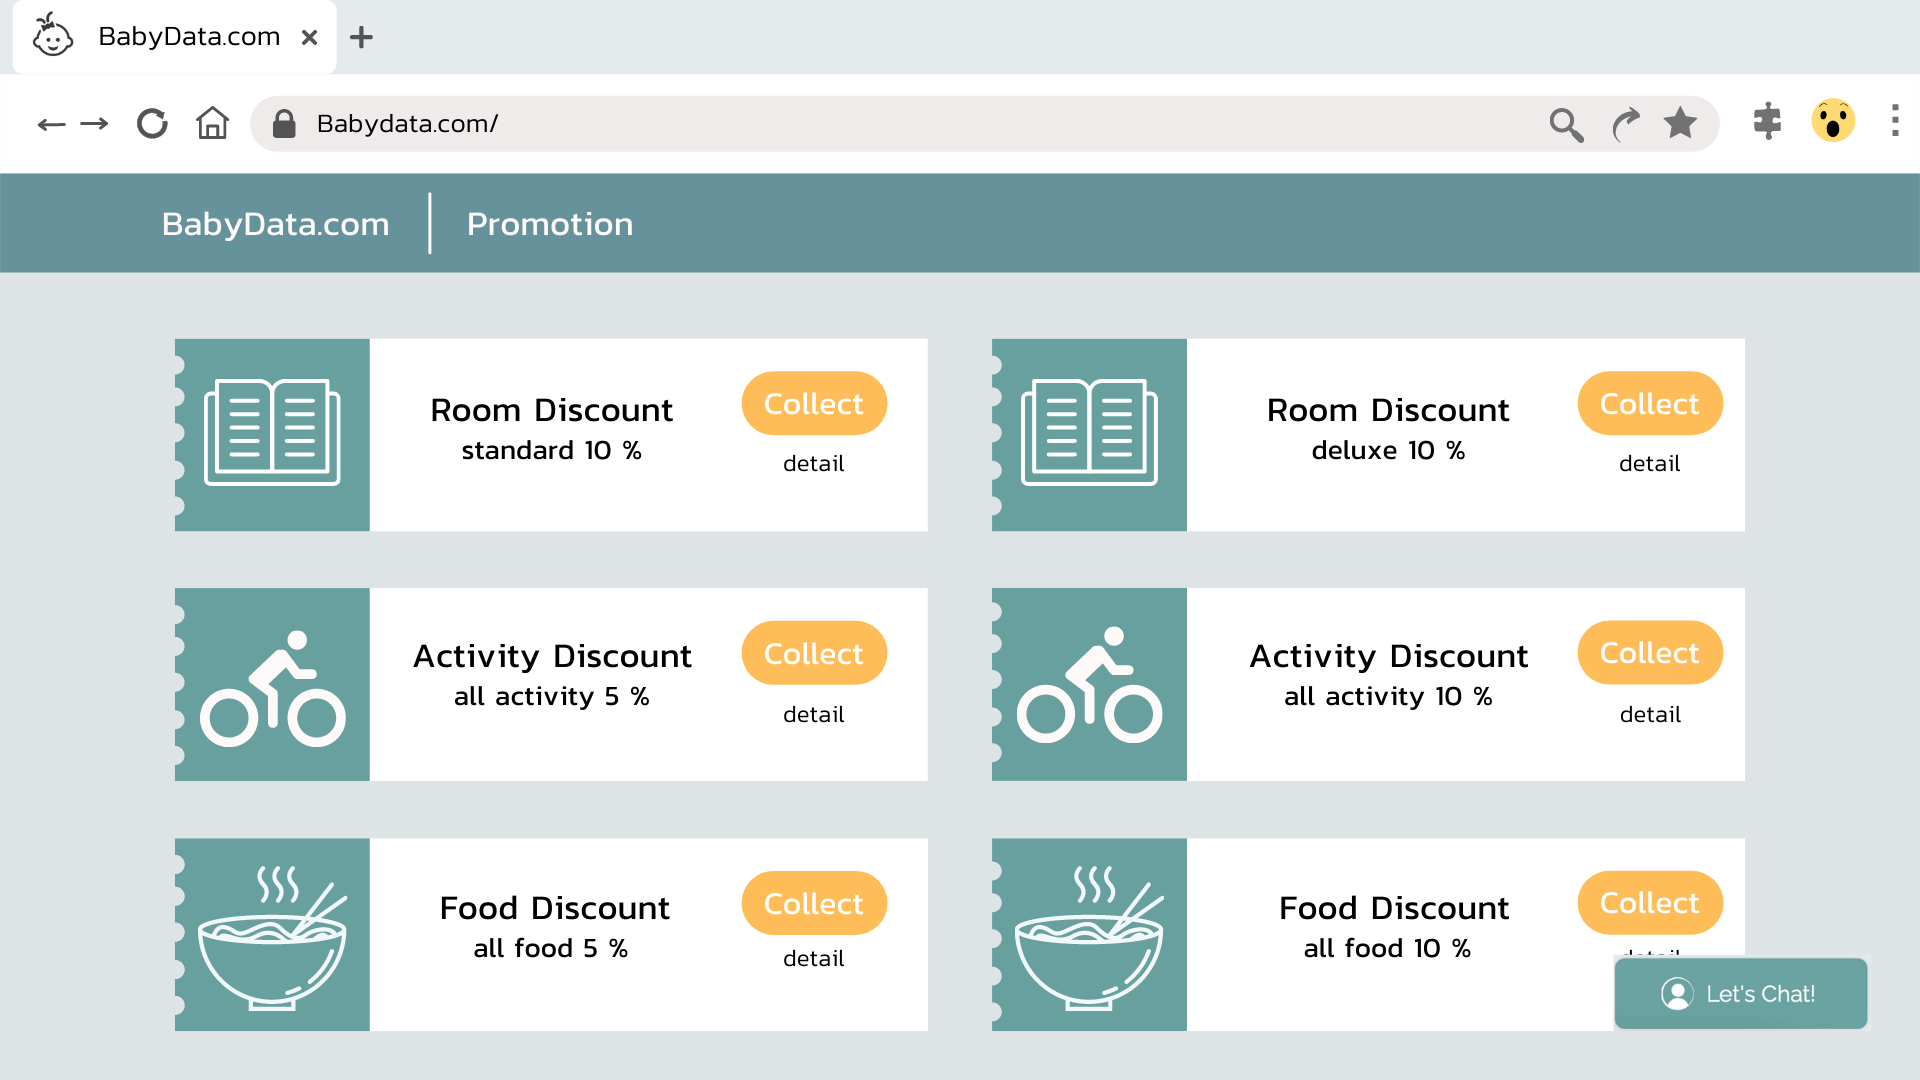 BabyData.com
Babydata.com/
BabyData.com
Promotion
Room Discount
standard 10 %
Collect
detail
Room Discount
deluxe 10 %
Collect
detail
Activity Discount
all activity 5 %
Collect
detail
Activity Discount
all activity 10 %
Collect
detail
Food Discount
all food 5 %
Collect
detail
Food Discount
all food 10 %
Collect
Let's Chat!